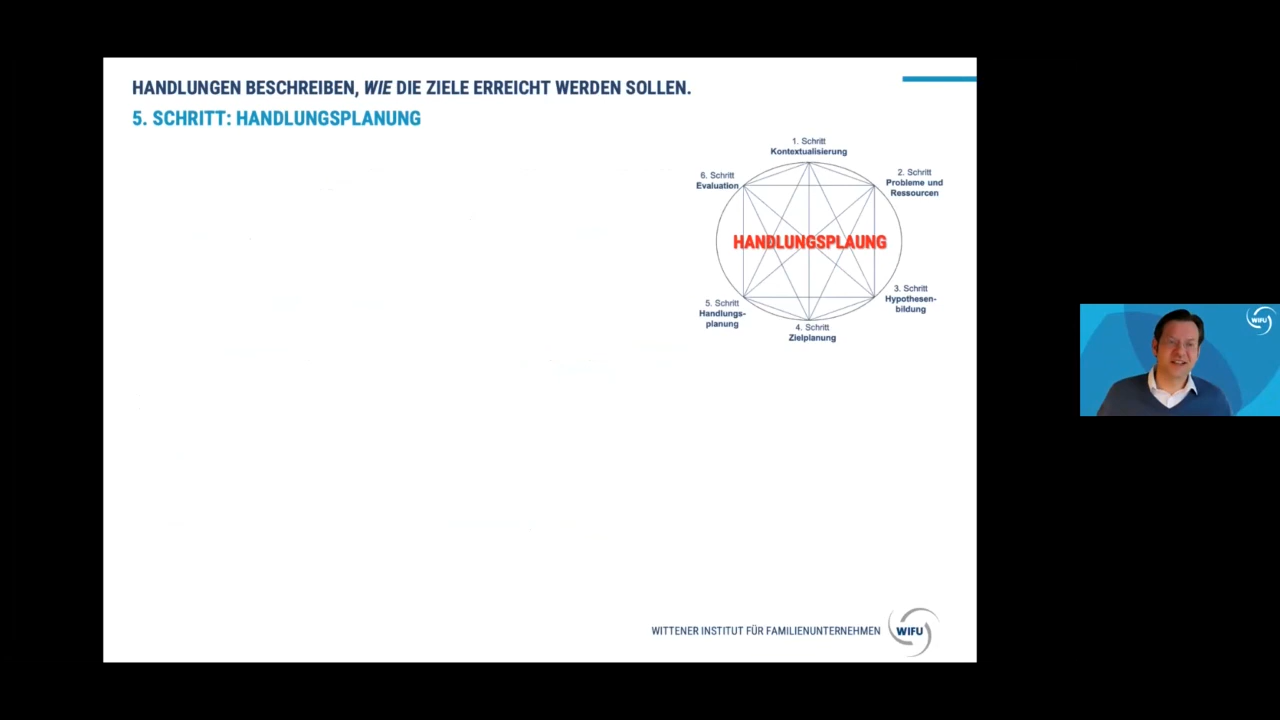 HANDLUNGEN BESCHREIBEN, WIE DIE ZIELE ERREICHT WERDEN SOLLEN.
5. SCHRITT: HANDLUNGSPLANUNG
1. Schritt
Kontextualisierung
6. Schritt
Evaluation
2. Schritt
Probleme und
Ressourcen
HANDLUNGSPLAUNG
5. Schritt
Handlungs-
planung
3. Schritt
Hypothesen-
bildung
4. Schritt
Zielplanung
WITTENER INSTITUT FÜR FAMILIENUNTERNEHMEN
WIFU
WIFU